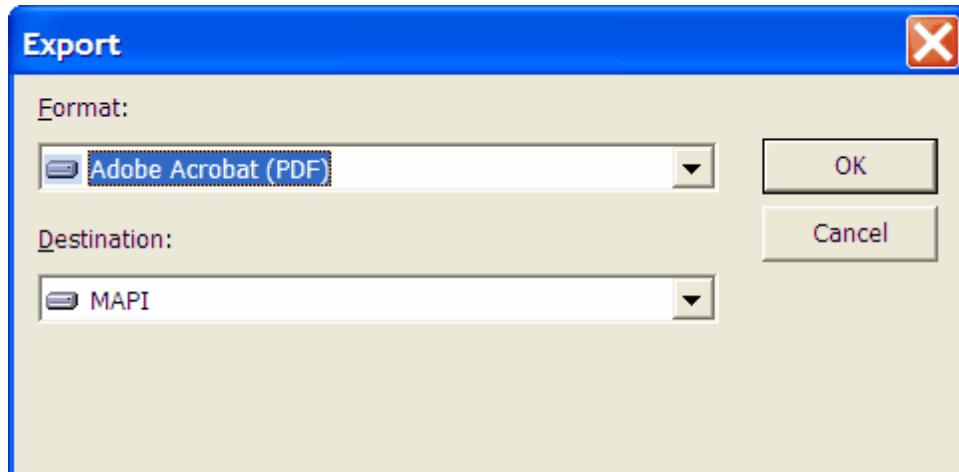 Export
Format:
Adobe Acrobat (PDF)
OK
Destination:
Cancel
MAPI